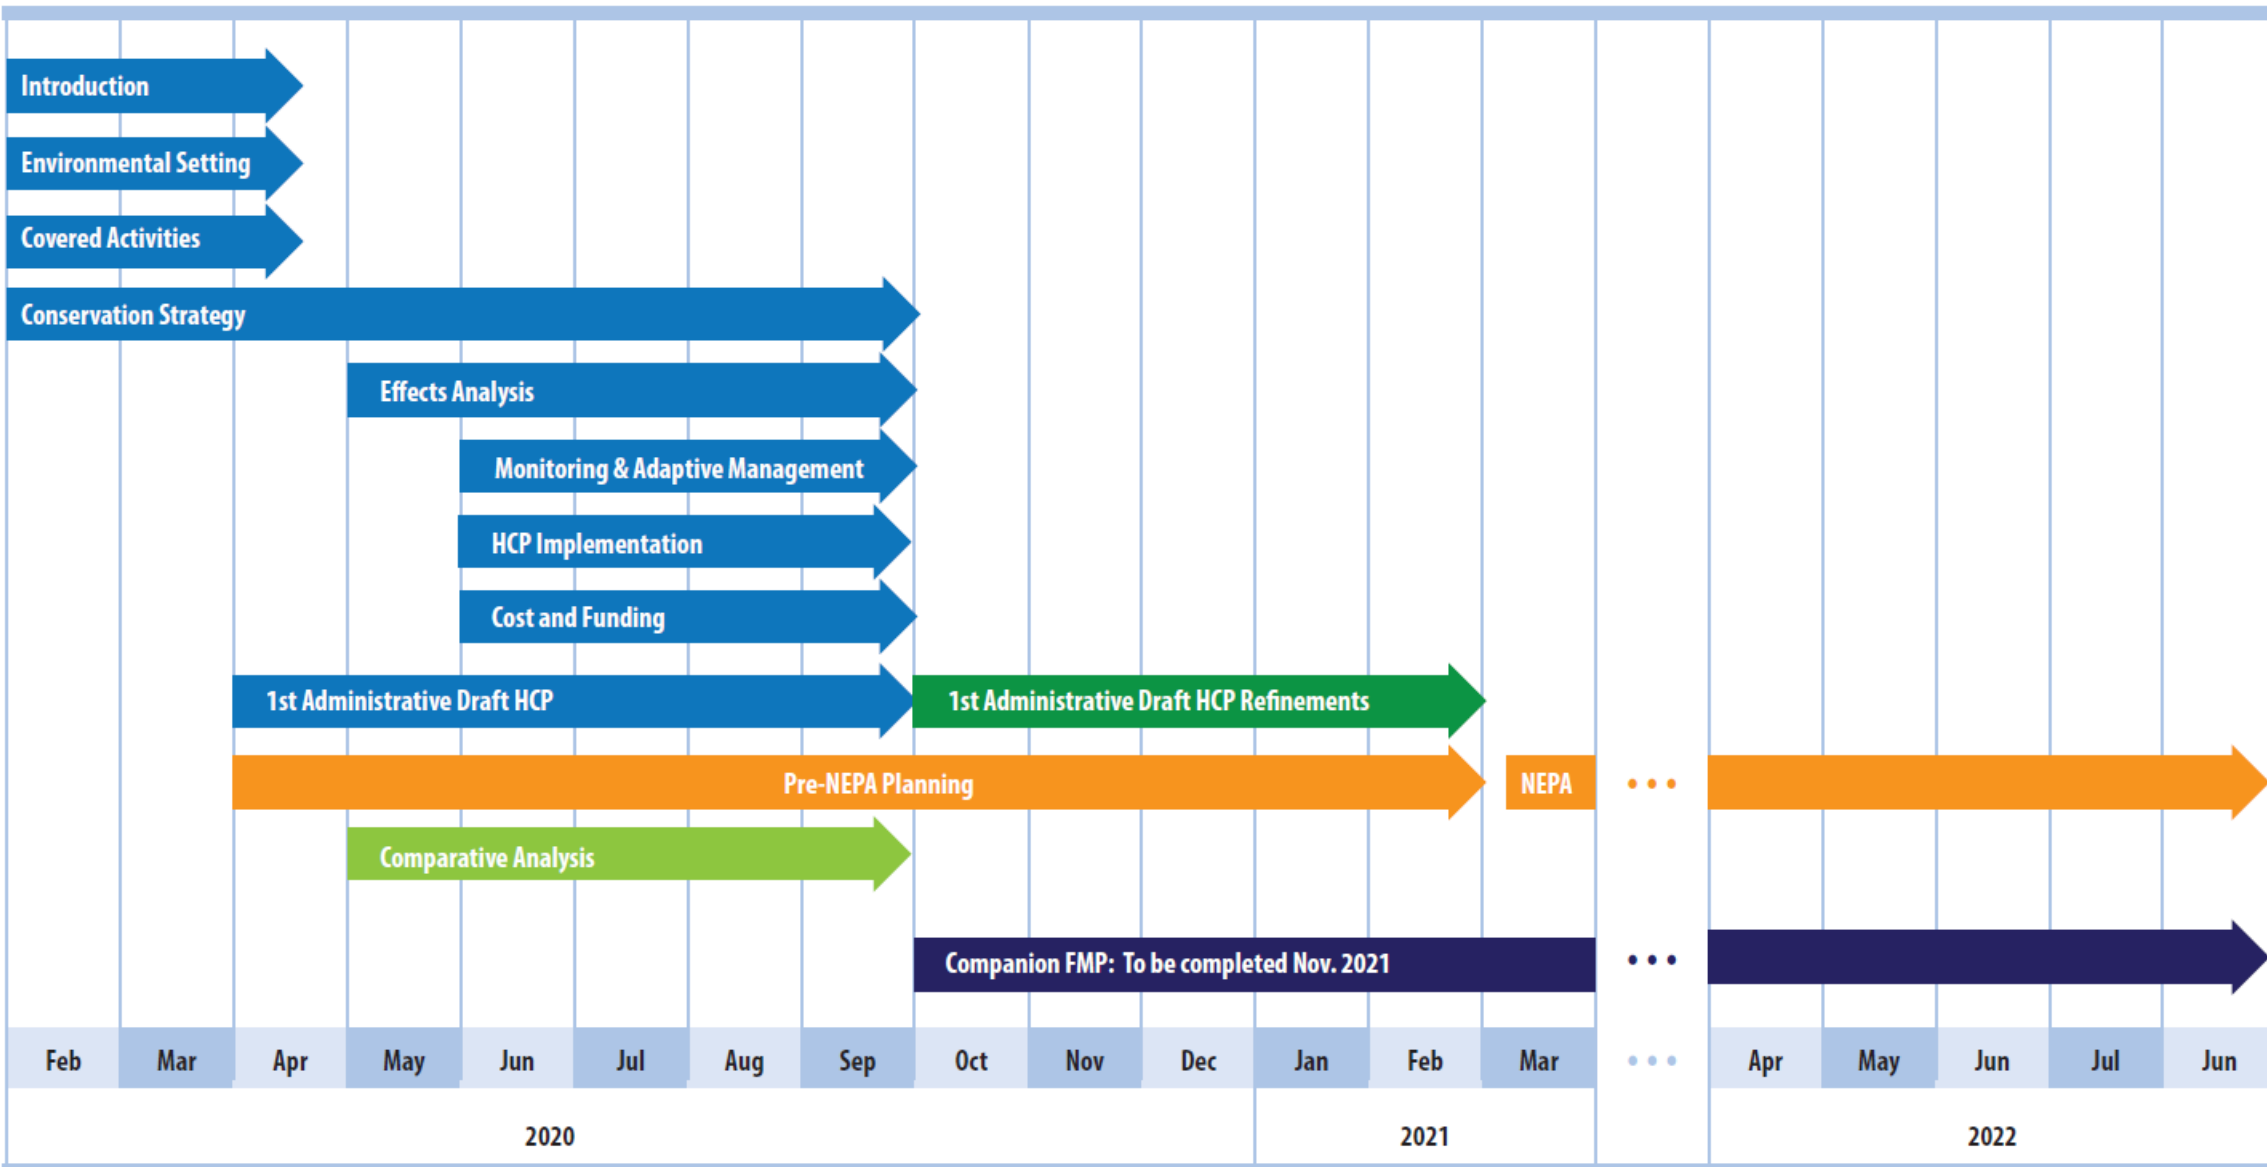 Introduction
Environmental Setting
Covered Activities
Conservation Strategy
Effects Analysis
Monitoring & Adaptive Management
HCP Implementation
Cost and Funding
1st Administrative Draft HCP
1st Administrative Draft HCP Refinements
Pre-NEPA Planning
NEPA
• • •
Comparative Analysis
Companion FMP: To be completed Nov. 2021
• • •
Feb Mar Apr May Jun Jul Aug Sep Oct Nov Dec Jan Feb Mar • • • Apr May Jun Jul Jun
2020 2021 2022